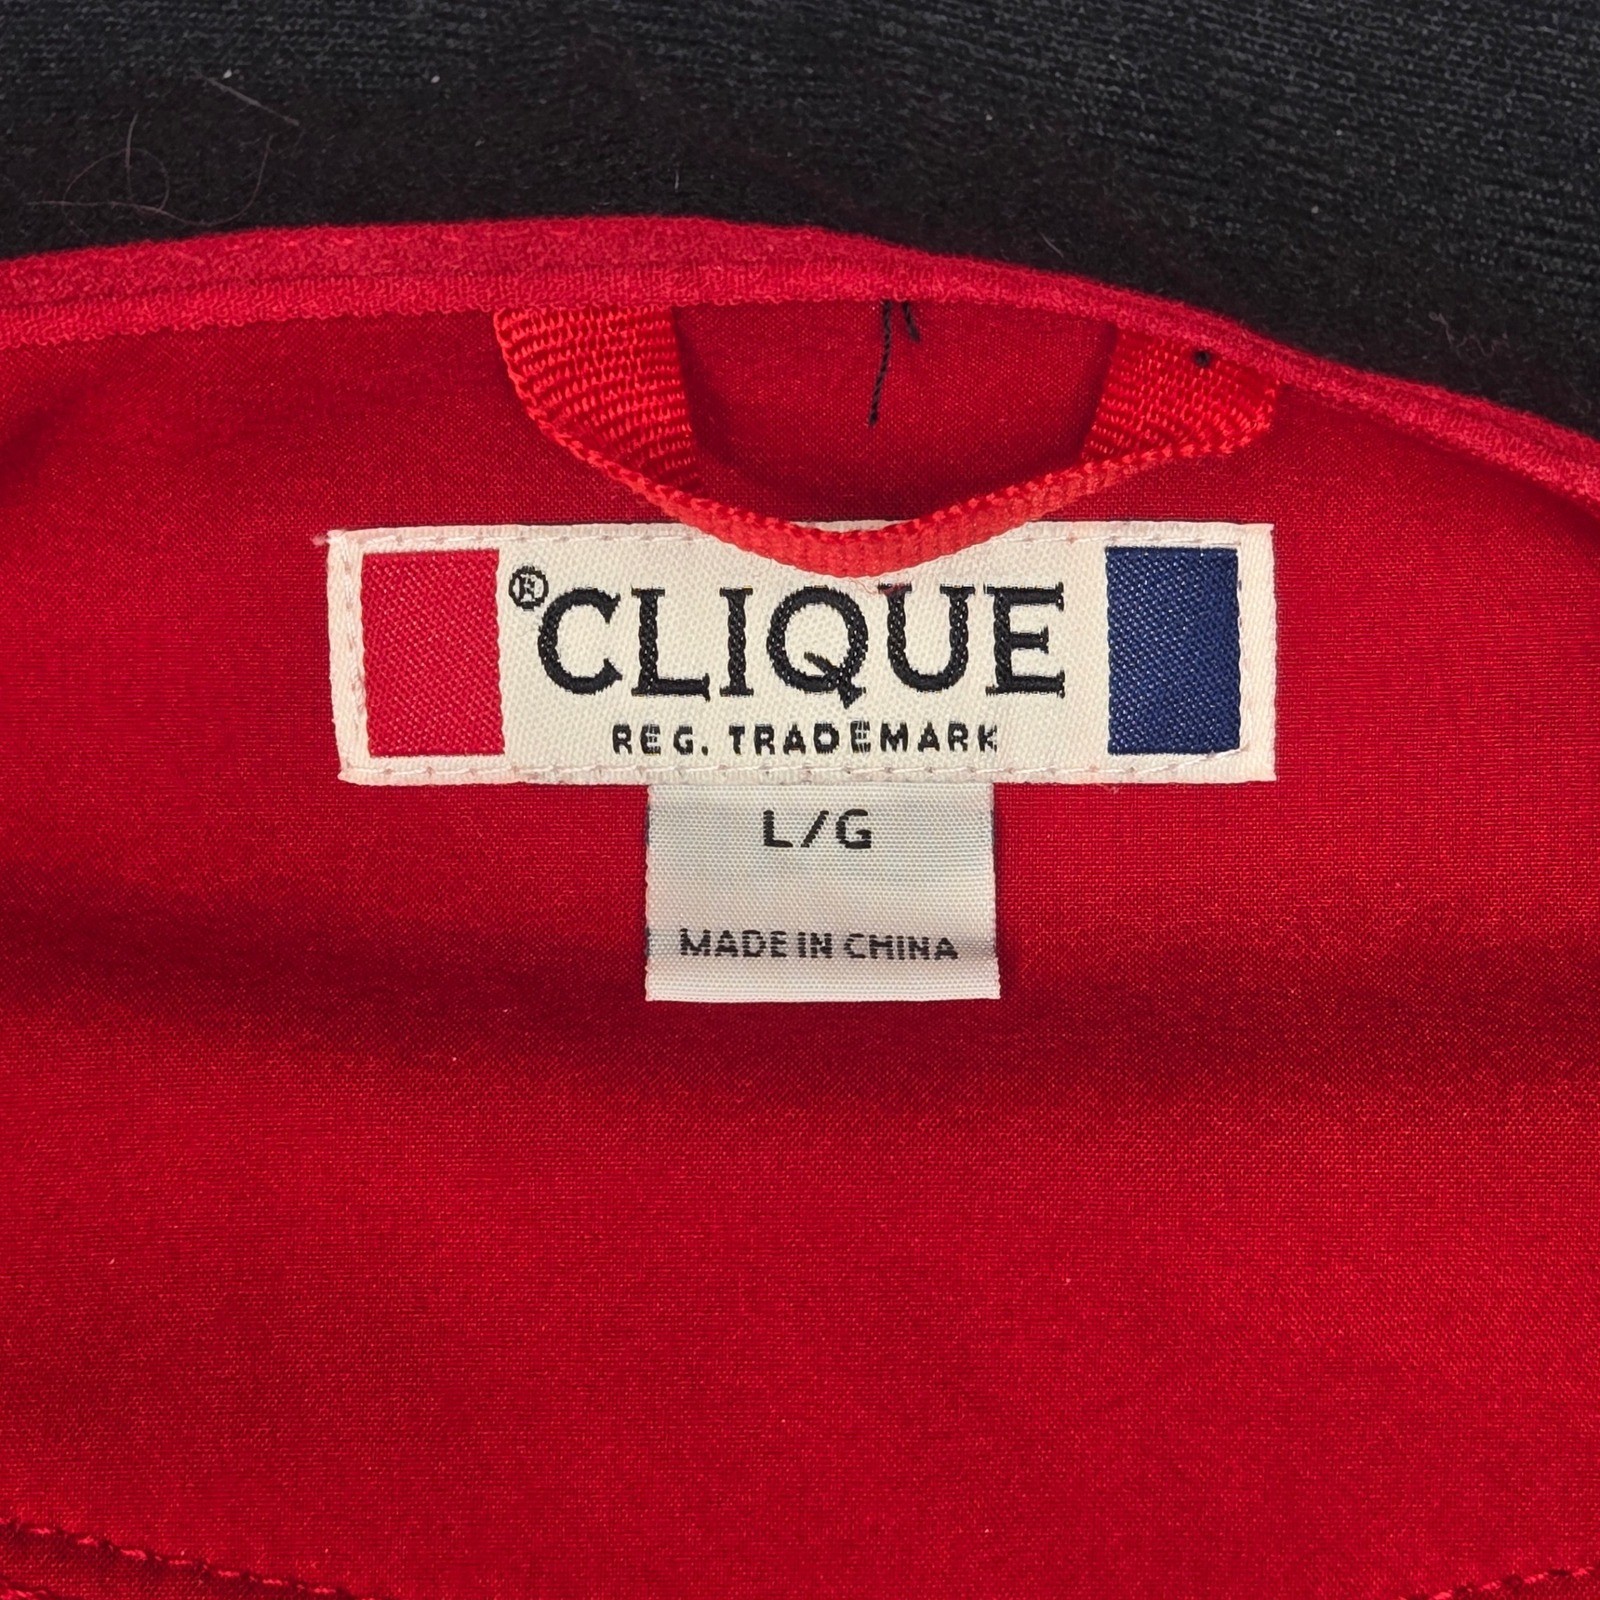 ®CLIQUE
REG. TRADEMARK
L/G
MADE IN CHINA